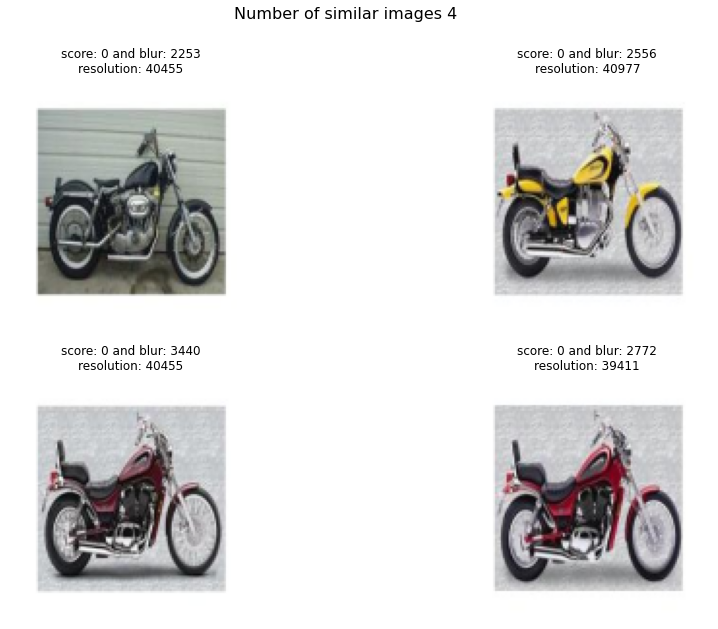 Number of similar images 4
score: 0 and blur: 2253
resolution: 40455
score: 0 and blur: 2556
resolution: 40977
score: 0 and blur: 3440
resolution: 40455
score: 0 and blur: 2772
resolution: 39411